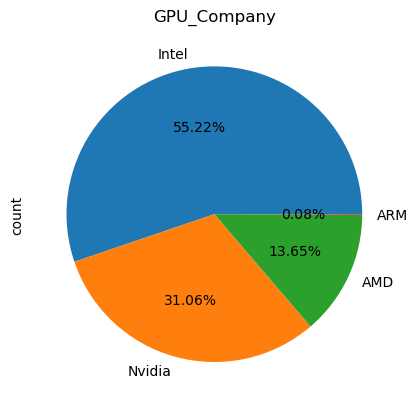 GPU_Company
Intel
55.22%
count
0.08%
ARM
13.65%
AMD
31.06%
Nvidia